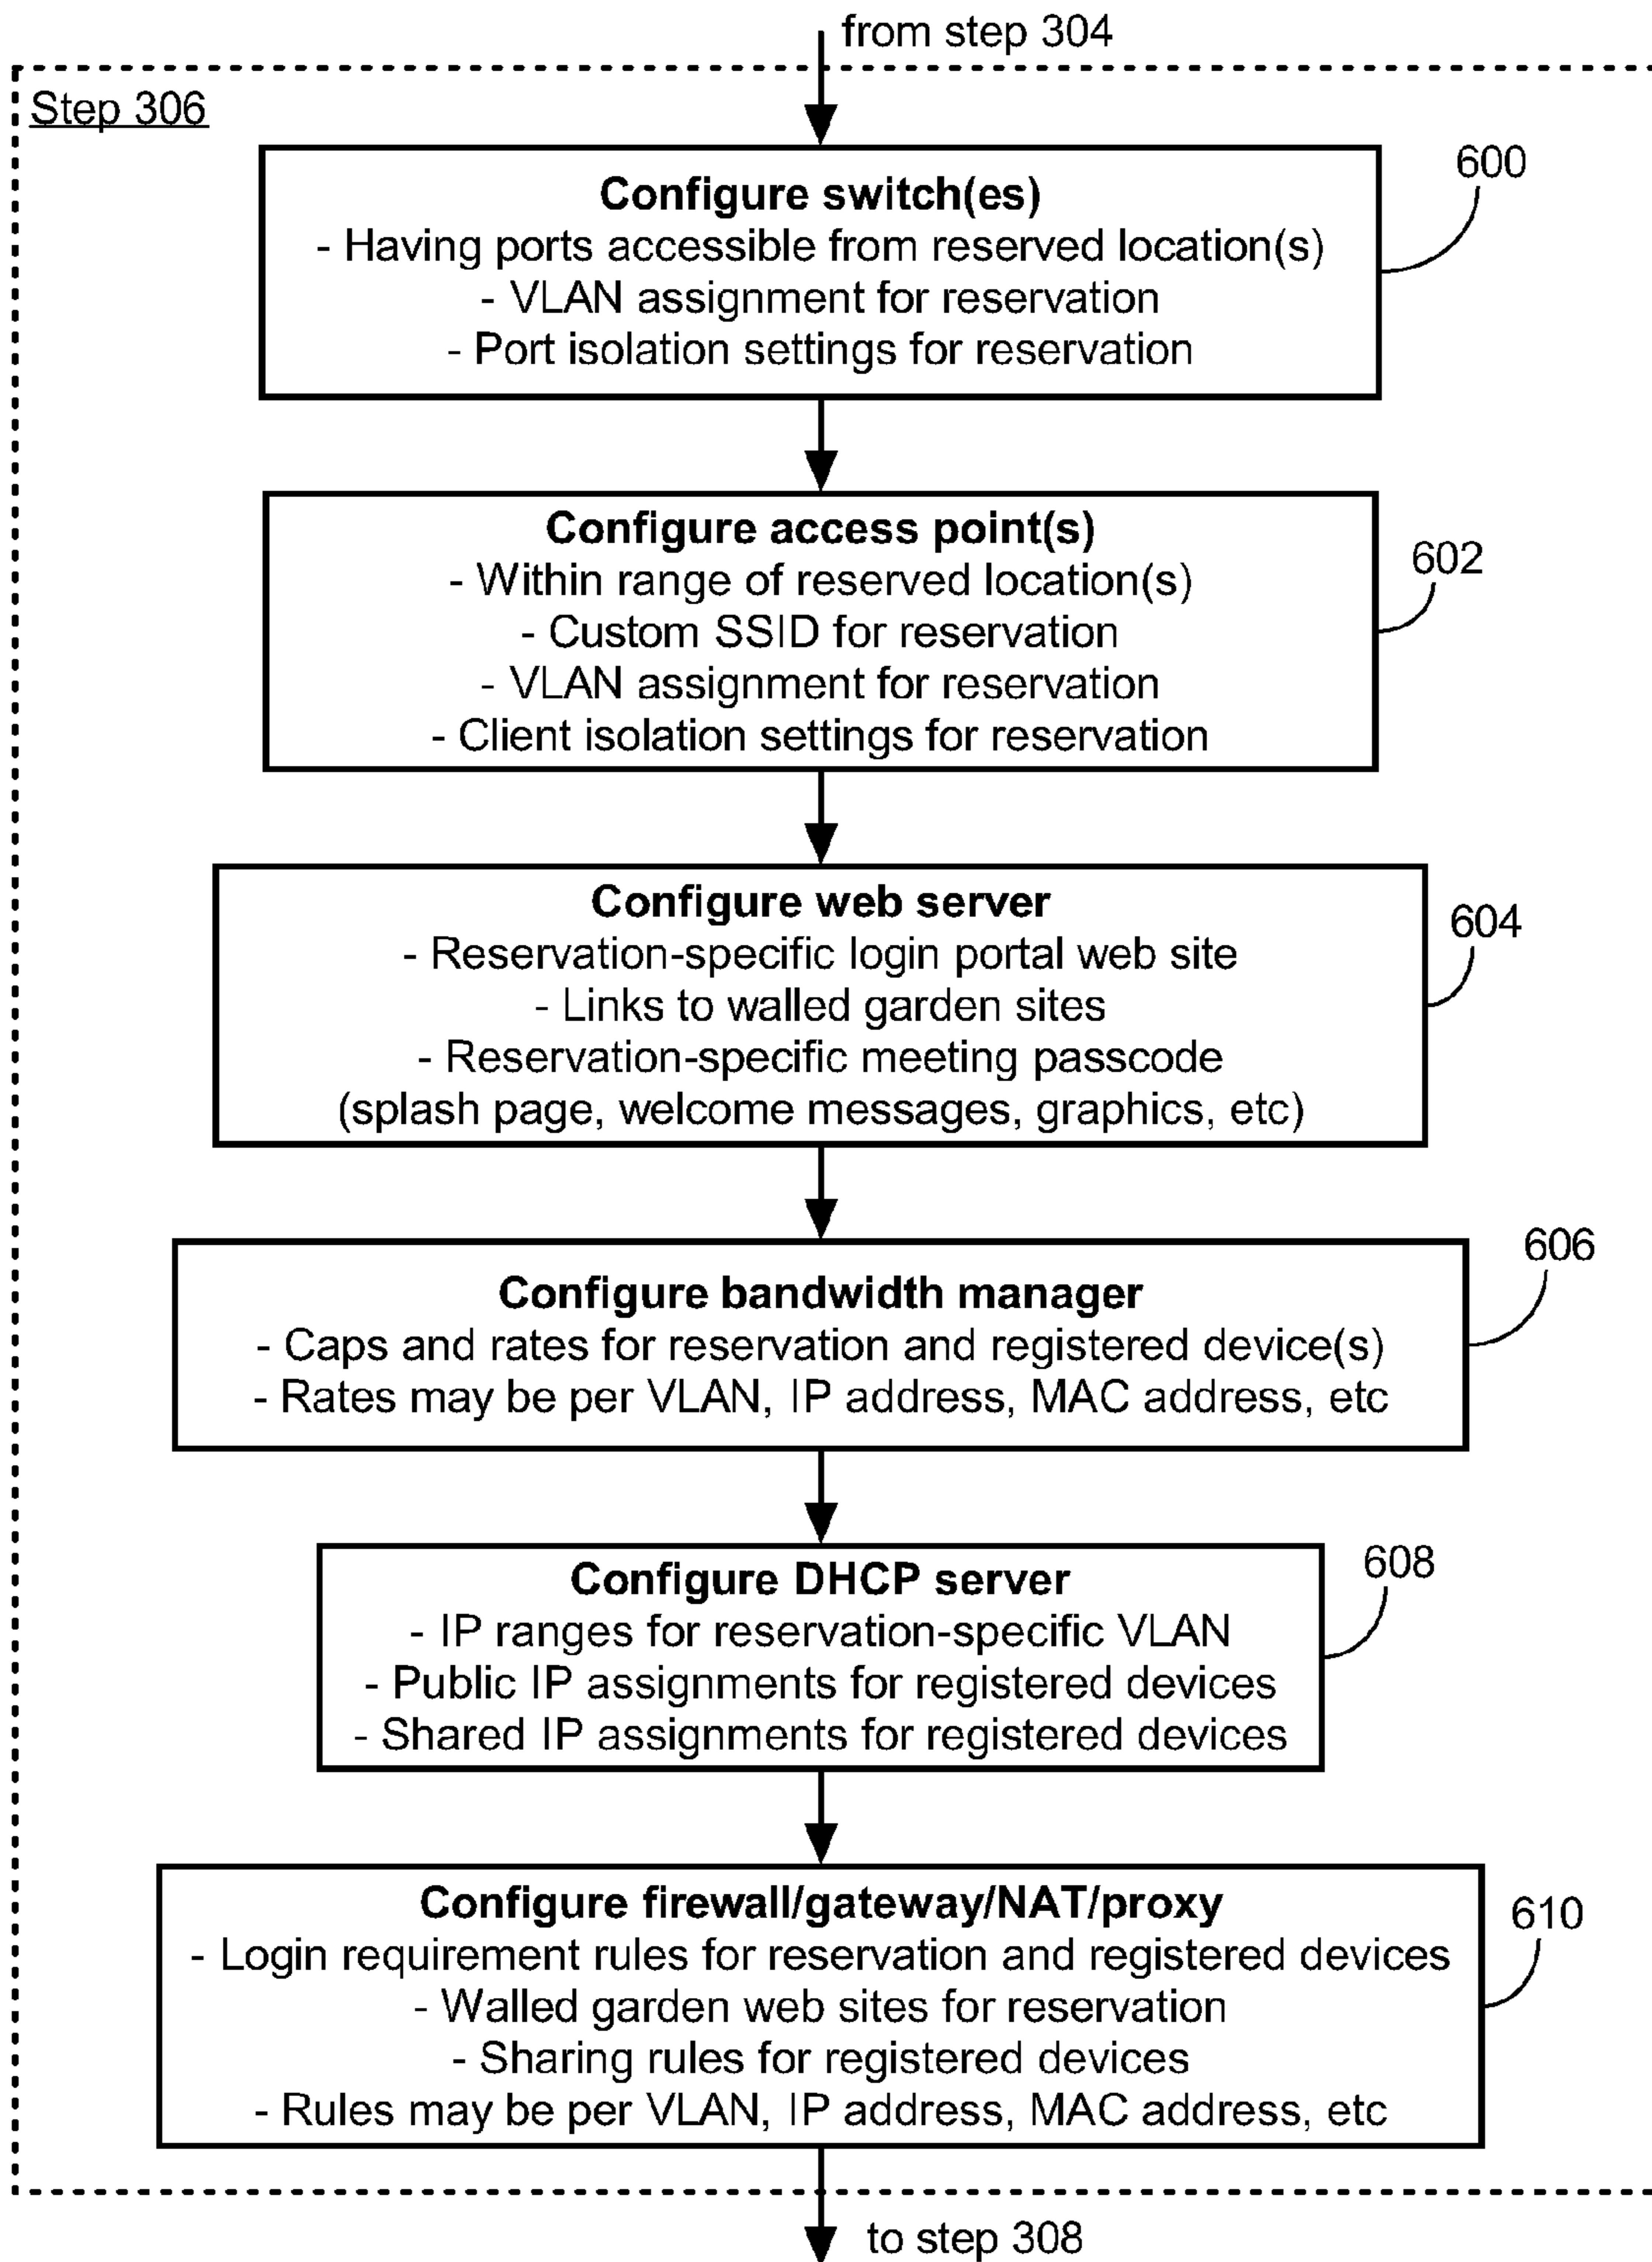 from step 304
Step 306
Configure switch(es)
- Having ports accessible from reserved location(s)
- VLAN assignment for reservation
- Port isolation settings for reservation
600
Configure access point(s)
- Within range of reserved location(s)
- Custom SSID for reservation
- VLAN assignment for reservation
- Client isolation settings for reservation
602
Configure web server
- Reservation-specific login portal web site
- Links to walled garden sites
- Reservation-specific meeting passcode
(splash page, welcome messages, graphics, etc)
604
Configure bandwidth manager
- Caps and rates for reservation and registered device(s)
- Rates may be per VLAN, IP address, MAC address, etc
606
Configure DHCP server
- IP ranges for reservation-specific VLAN
- Public IP assignments for registered devices
- Shared IP assignments for registered devices
608
Configure firewall/gateway/NAT/proxy
- Login requirement rules for reservation and registered devices
- Walled garden web sites for reservation
- Sharing rules for registered devices
- Rules may be per VLAN, IP address, MAC address, etc
610
to step 308